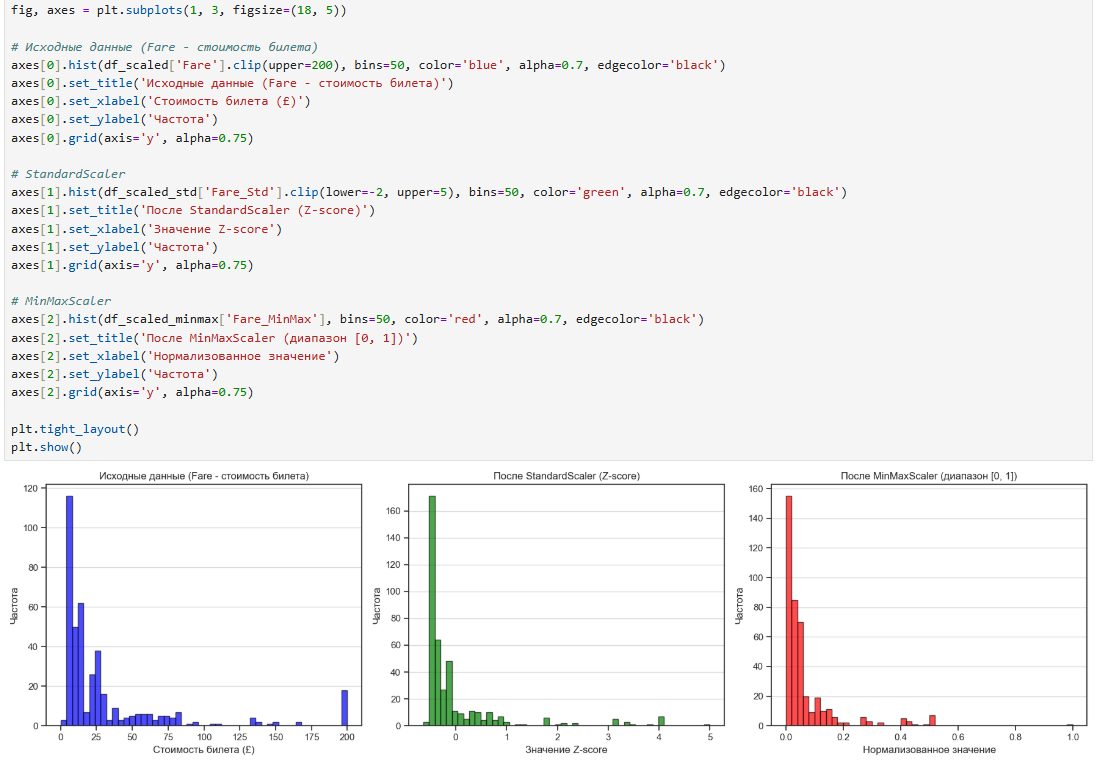 fig, axes = plt.subplots(1, 3, figsize=(18, 5))
# Исходные данные (Fare - стоимость билета)
axes[0].hist(df_scaled['Fare'].clip(upper=200), bins=50, color='blue', alpha=0.7, edgecolor='black')
axes[0].set_title('Исходные данные (Fare - стоимость билета)')
axes[0].set_xlabel('Стоимость билета (£)')
axes[0].set_ylabel('Частота')
axes[0].grid(axis='y', alpha=0.75)
# StandardScaler
axes[1].hist(df_scaled_std['Fare_Std'].clip(lower=-2, upper=5), bins=50, color='green', alpha=0.7, edgecolor='black')
axes[1].set_title('После StandardScaler (Z-score)')
axes[1].set_xlabel('Значение Z-score')
axes[1].set_ylabel('Частота')
axes[1].grid(axis='y', alpha=0.75)
# MinMaxScaler
axes[2].hist(df_scaled_minmax['Fare_MinMax'], bins=50, color='red', alpha=0.7, edgecolor='black')
axes[2].set_title('После MinMaxScaler (диапазон [0, 1])')
axes[2].set_xlabel('Нормализованное значение')
axes[2].set_ylabel('Частота')
axes[2].grid(axis='y', alpha=0.75)
plt.tight_layout()
plt.show()
Исходные данные (Fare - стоимость билета)
120
100
80
60
40
20
0
Частота
0 25 50 75 100 125 150 175 200
Стоимость билета (£)
После StandardScaler (Z-score)
160
140
120
100
80
60
40
20
0
Частота
0 1 2 3 4 5
Значение Z-score
После MinMaxScaler (диапазон [0, 1])
160
140
120
100
80
60
40
20
0
Частота
0.0 0.2 0.4 0.6 0.8 1.0
Нормализованное значение